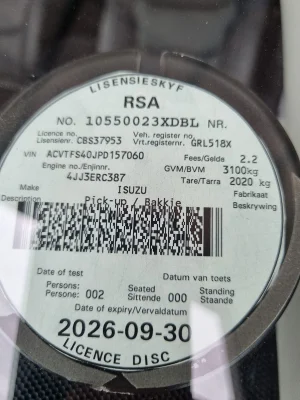 LISENSIESKYF
RSA
NO. 10550023XDBL NR.
Licence no. Veh. register no.
Lisensienr. CBS37953 Vrt.registernr. GRL518X
VIN ACVTFS40JPD157060 Fees/Gelde 2.2
Engine no./Enjinnr. GVM/BVM 3100kg
4JJ3ERC387 Tare/Tarra 2020 kg
Make ISUZU Fabrikaat
Description Pick-up / Bakkie Beskrywing
Date of test Datum van toets
Persons: Seated Standing
Persone: 002 Sittende 000 Staande
Date of expiry/Vervaldatum
2026-09-30
LICENCE DISC